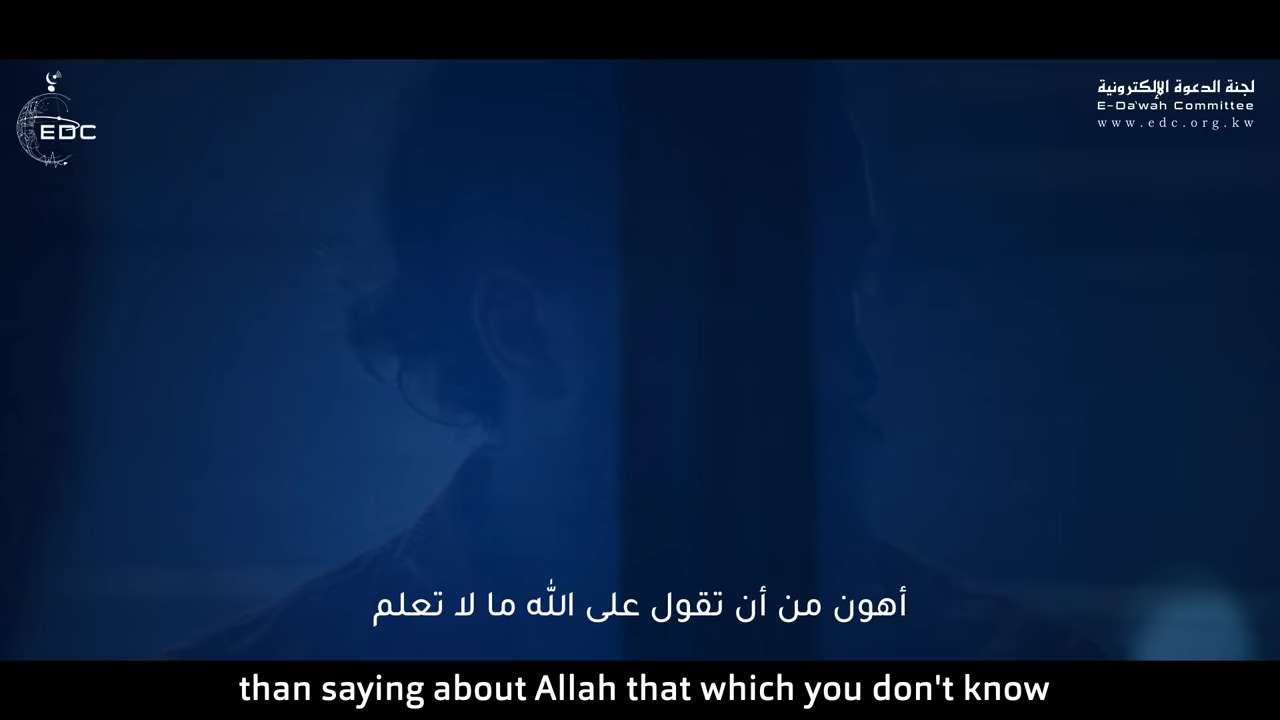 EDC
لجنة الدعوة الإلكترونية
E-Da'wah Committee
www.edc.org.kw
أهون من أن تقول على الله ما لا تعلم
than saying about Allah that which you don't know